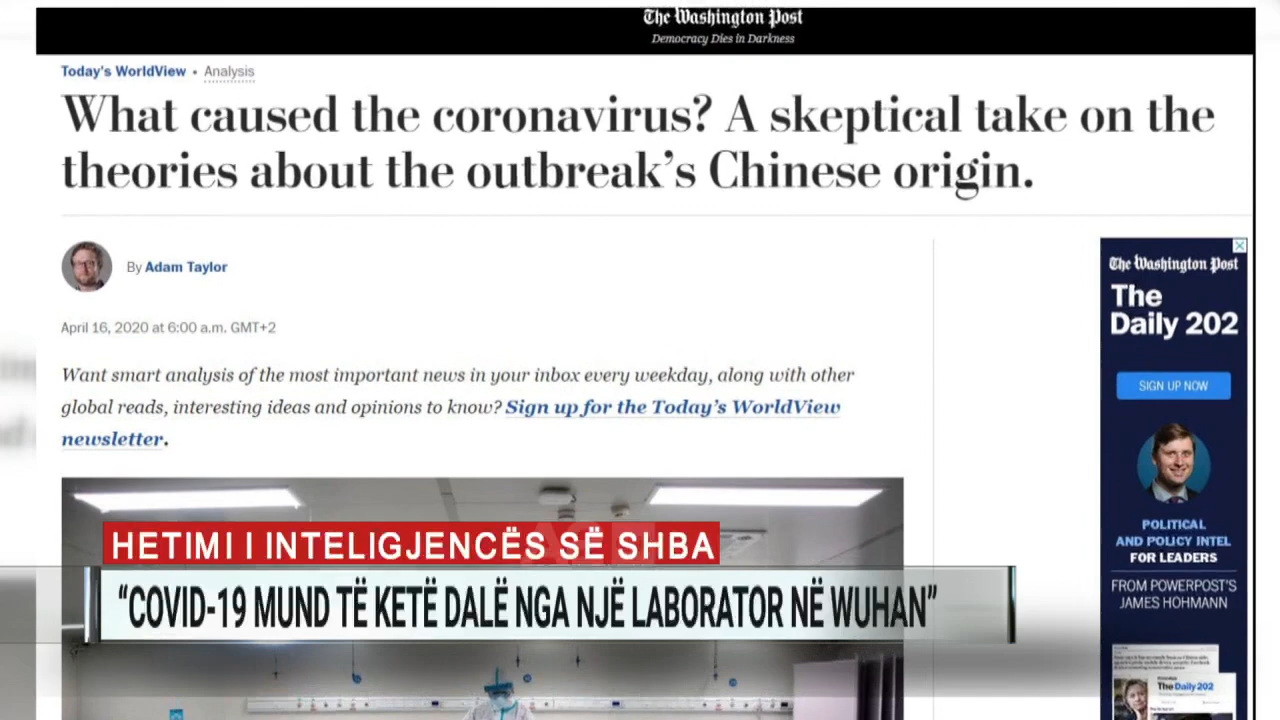 The Washington Post
Democracy Dies in Darkness
Today's WorldView • Analysis
What caused the coronavirus? A skeptical take on the
theories about the outbreak’s Chinese origin.
By Adam Taylor
April 16, 2020 at 6:00 a.m. GMT+2
Want smart analysis of the most important news in your inbox every weekday, along with other
global reads, interesting ideas and opinions to know? Sign up for the Today’s WorldView
newsletter.
The Washington Post
The
Daily 202
SIGN UP NOW
POLITICAL
AND POLICY INTEL
FOR LEADERS
FROM POWERPOST'S
JAMES HOHMANN
The Daily 202
HETIMI I INTELIGJENCËS SË SHBA
“COVID-19 MUND TË KETË DALË NGA NJË LABORATOR NË WUHAN”